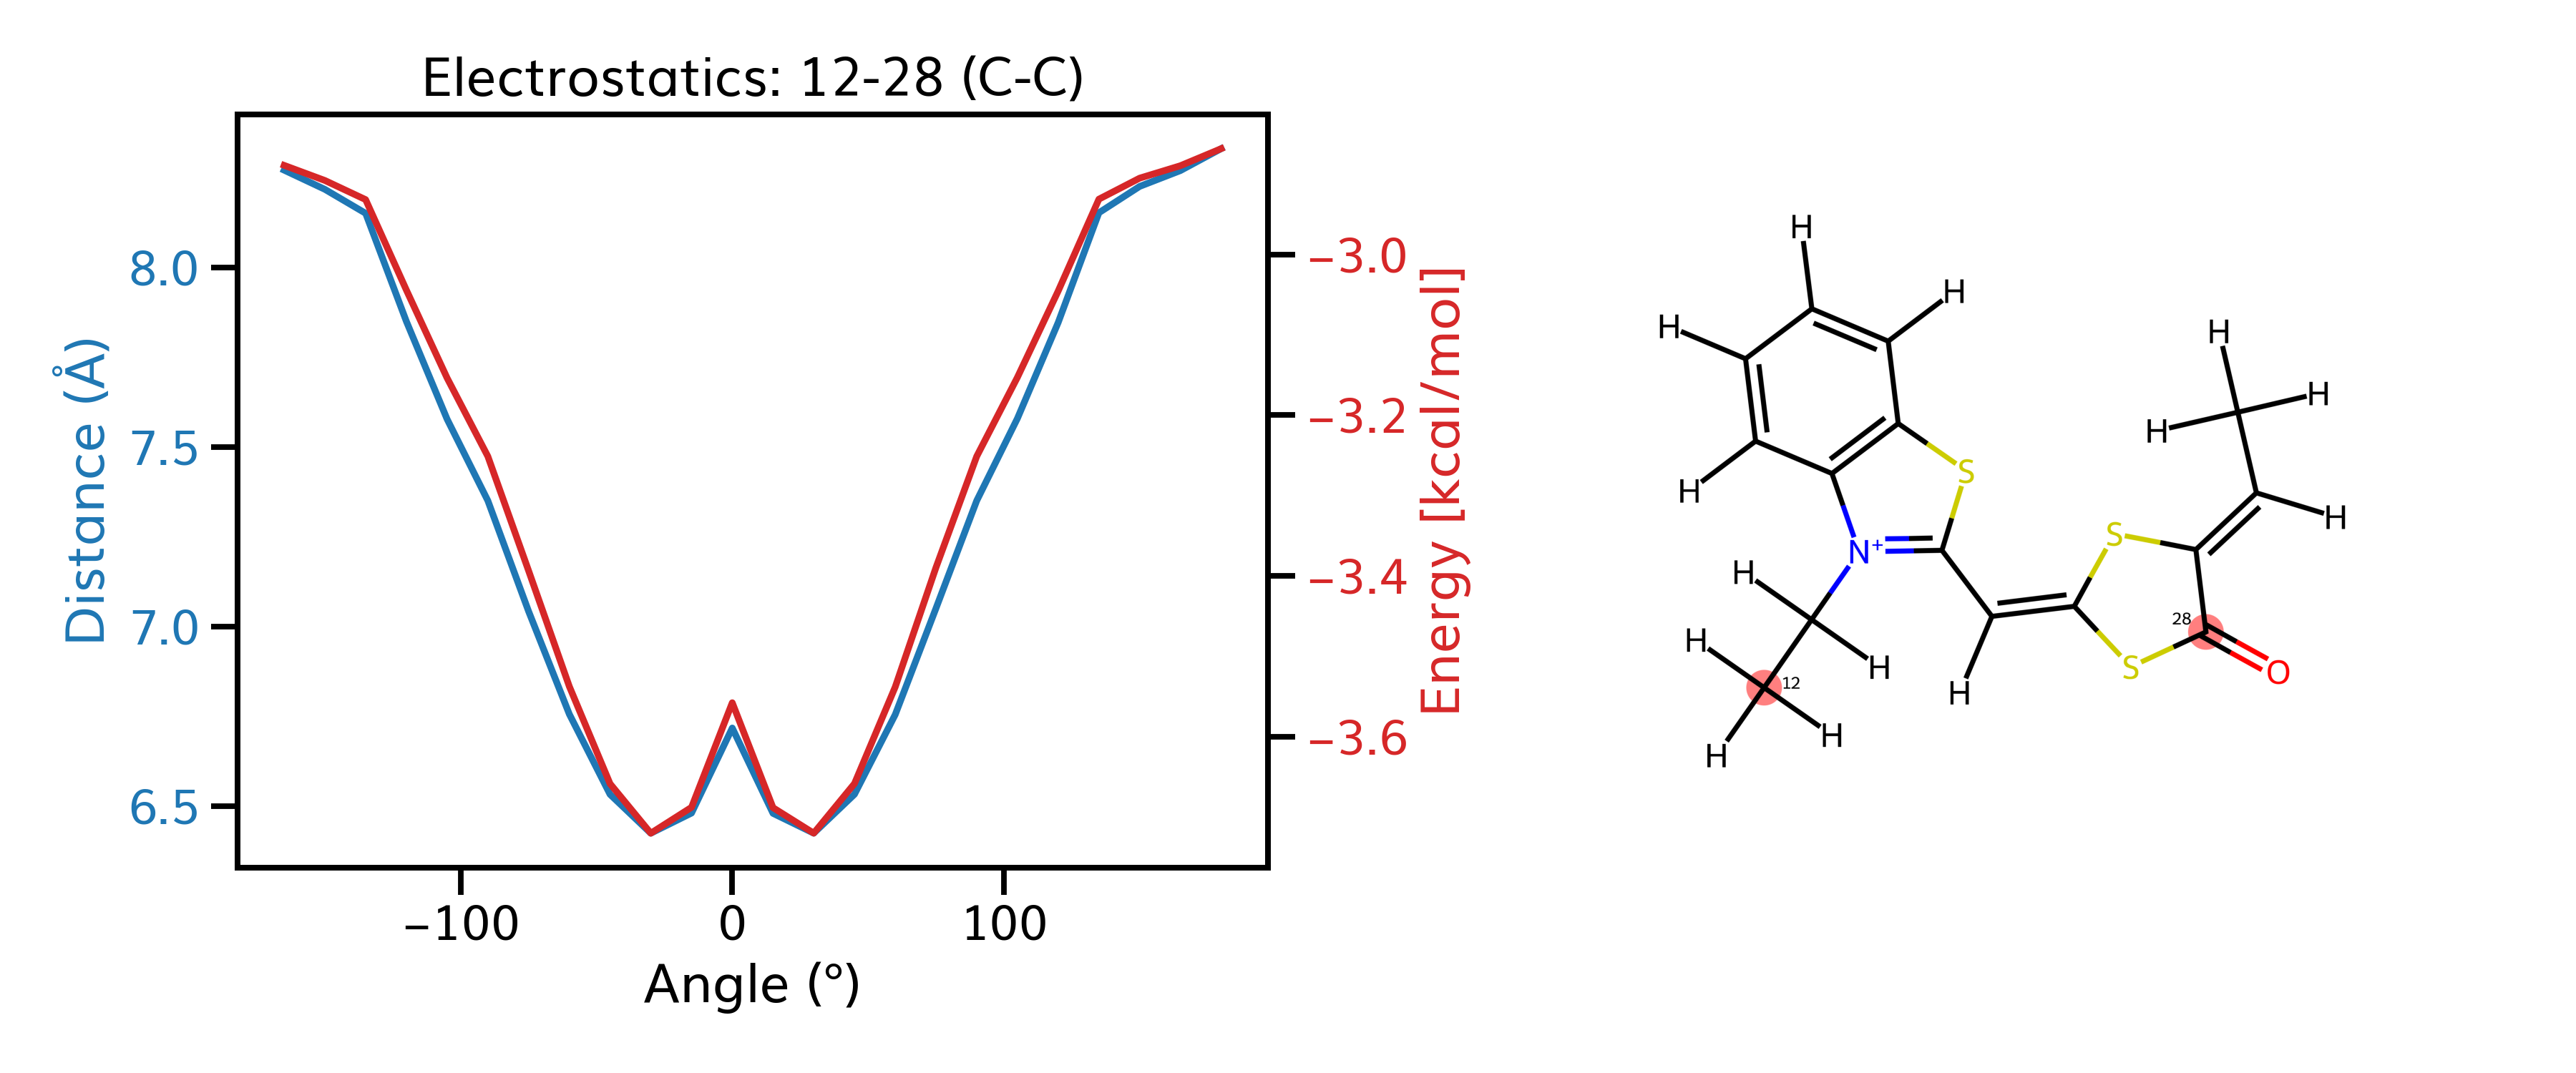 Electrostatics: 12-28 (C-C)
Distance (Å)
8.0
7.5
7.0
6.5
−100
0
100
Angle (°)
−3.0
−3.2
−3.4
−3.6
Energy [kcal/mol]
H
H
H
H
H
H
H
H
S
S
N+
H
H
28
H
12
H
S
O
H
H
H